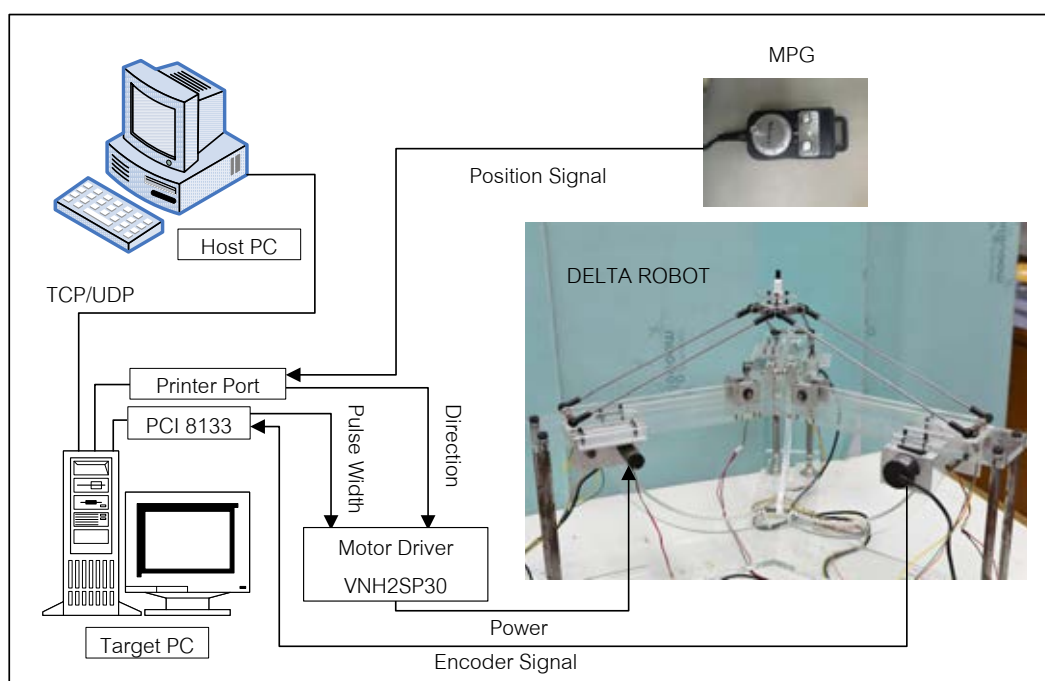 MPG
Position Signal
Host PC
DELTA ROBOT
TCP/UDP
Printer Port
PCI 8133
Pulse Width
Direction
Motor Driver
VNH2SP30
Power
Target PC
Encoder Signal